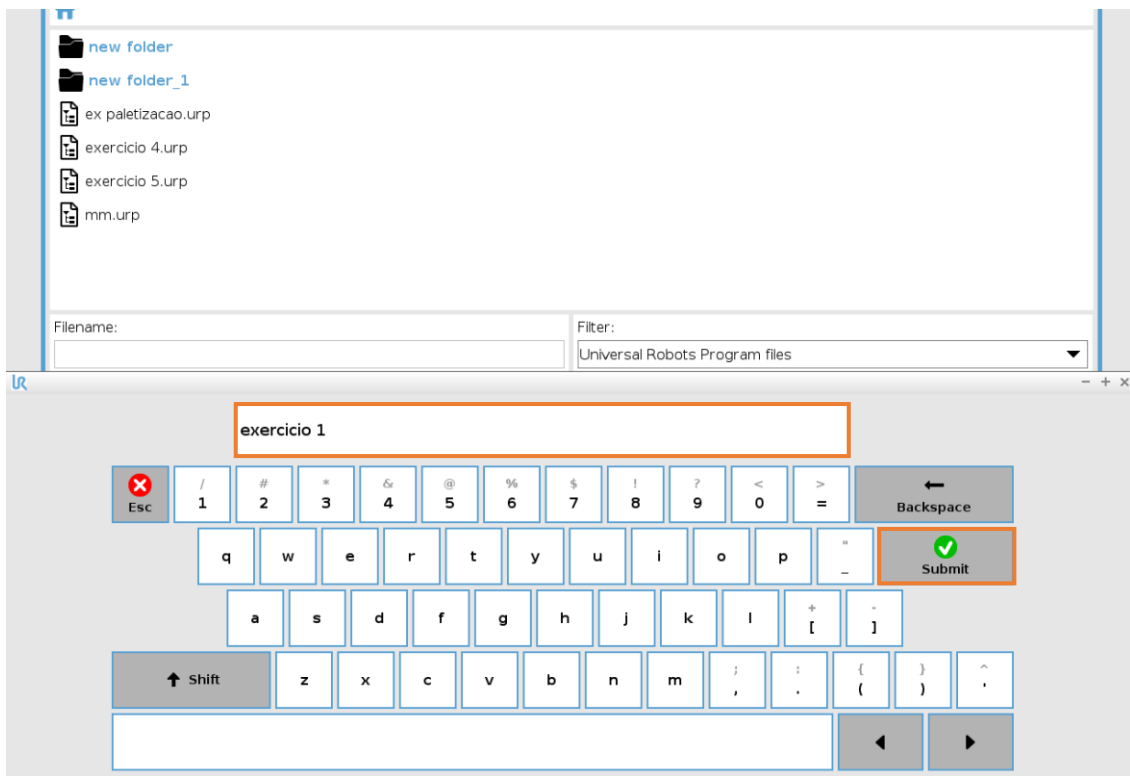 new folder
new folder_1
ex paletizacao.urp
exercicio 4.urp
exercicio 5.urp
mm.urp
Filename: Filter:
Universal Robots Program files
UR - + ×
exercicio 1
Esc / 1 # 2 * 3 & 4 @ 5 % 6 $ 7 ! 8 ? 9 < 0 > = Backspace
q w e r t y u i o p " _ Submit
a s d f g h j k l + [ - ]
Shift z x c v b n m ; , : . { ( } ) ^ '